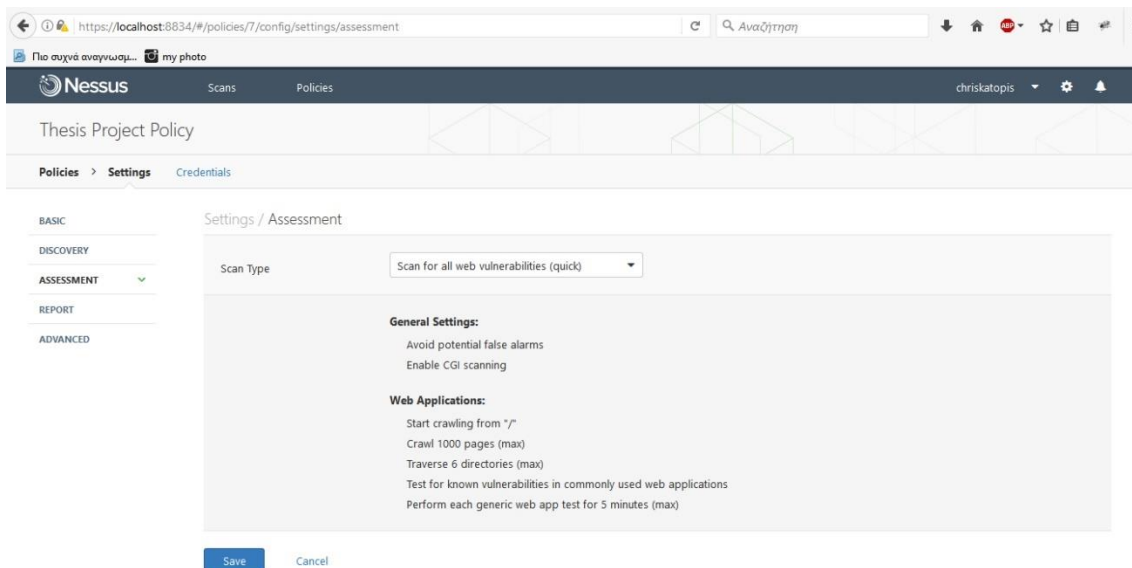 https://localhost:8834/#/policies/7/config/settings/assessment
Αναζήτηση
ABP
Πιο συχνά αναγνωσμ... my photo
Nessus Scans Policies chriskatopis
Thesis Project Policy
Policies > Settings Credentials
BASIC
DISCOVERY
ASSESSMENT
REPORT
ADVANCED
Settings / Assessment
Scan Type Scan for all web vulnerabilities (quick)
General Settings:
Avoid potential false alarms
Enable CGI scanning
Web Applications:
Start crawling from "/"
Crawl 1000 pages (max)
Traverse 6 directories (max)
Test for known vulnerabilities in commonly used web applications
Perform each generic web app test for 5 minutes (max)
Save Cancel